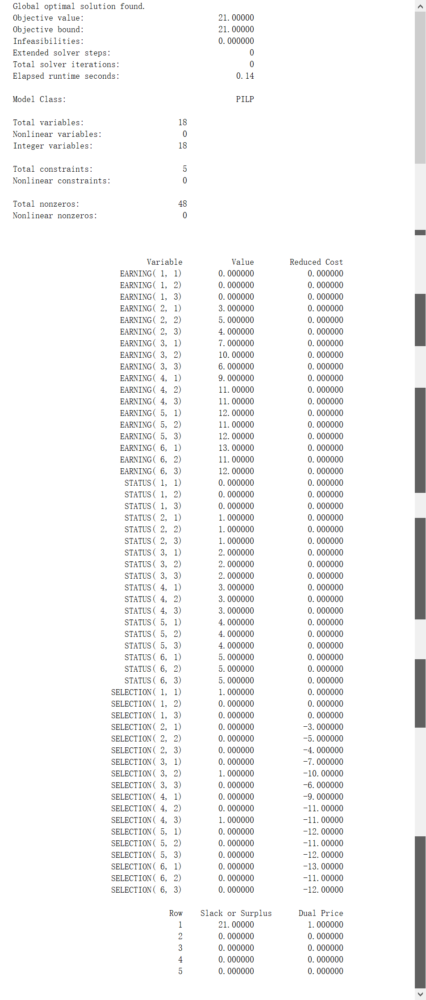 Global optimal solution found.
Objective value: 21.00000
Objective bound: 21.00000
Infeasibilities: 0.000000
Extended solver steps: 0
Total solver iterations: 0
Elapsed runtime seconds: 0.14
Model Class: PILP
Total variables: 18
Nonlinear variables: 0
Integer variables: 18
Total constraints: 5
Nonlinear constraints: 0
Total nonzeros: 48
Nonlinear nonzeros: 0
Variable Value Reduced Cost
EARNING( 1, 1) 0.000000 0.000000
EARNING( 1, 2) 0.000000 0.000000
EARNING( 1, 3) 0.000000 0.000000
EARNING( 2, 1) 3.000000 0.000000
EARNING( 2, 2) 5.000000 0.000000
EARNING( 2, 3) 4.000000 0.000000
EARNING( 3, 1) 7.000000 0.000000
EARNING( 3, 2) 10.00000 0.000000
EARNING( 3, 3) 6.000000 0.000000
EARNING( 4, 1) 9.000000 0.000000
EARNING( 4, 2) 11.00000 0.000000
EARNING( 4, 3) 11.00000 0.000000
EARNING( 5, 1) 12.00000 0.000000
EARNING( 5, 2) 11.00000 0.000000
EARNING( 5, 3) 12.00000 0.000000
EARNING( 6, 1) 13.00000 0.000000
EARNING( 6, 2) 11.00000 0.000000
EARNING( 6, 3) 12.00000 0.000000
STATUS( 1, 1) 0.000000 0.000000
STATUS( 1, 2) 0.000000 0.000000
STATUS( 1, 3) 0.000000 0.000000
STATUS( 2, 1) 1.000000 0.000000
STATUS( 2, 2) 1.000000 0.000000
STATUS( 2, 3) 1.000000 0.000000
STATUS( 3, 1) 2.000000 0.000000
STATUS( 3, 2) 2.000000 0.000000
STATUS( 3, 3) 2.000000 0.000000
STATUS( 4, 1) 3.000000 0.000000
STATUS( 4, 2) 3.000000 0.000000
STATUS( 4, 3) 3.000000 0.000000
STATUS( 5, 1) 4.000000 0.000000
STATUS( 5, 2) 4.000000 0.000000
STATUS( 5, 3) 4.000000 0.000000
STATUS( 6, 1) 5.000000 0.000000
STATUS( 6, 2) 5.000000 0.000000
STATUS( 6, 3) 5.000000 0.000000
SELECTION( 1, 1) 1.000000 0.000000
SELECTION( 1, 2) 0.000000 0.000000
SELECTION( 1, 3) 0.000000 0.000000
SELECTION( 2, 1) 0.000000 -3.000000
SELECTION( 2, 2) 0.000000 -5.000000
SELECTION( 2, 3) 0.000000 -4.000000
SELECTION( 3, 1) 0.000000 -7.000000
SELECTION( 3, 2) 1.000000 -10.00000
SELECTION( 3, 3) 0.000000 -6.000000
SELECTION( 4, 1) 0.000000 -9.000000
SELECTION( 4, 2) 0.000000 -11.00000
SELECTION( 4, 3) 1.000000 -11.00000
SELECTION( 5, 1) 0.000000 -12.00000
SELECTION( 5, 2) 0.000000 -11.00000
SELECTION( 5, 3) 0.000000 -12.00000
SELECTION( 6, 1) 0.000000 -13.00000
SELECTION( 6, 2) 0.000000 -11.00000
SELECTION( 6, 3) 0.000000 -12.00000
Row Slack or Surplus Dual Price
1 21.00000 1.000000
2 0.000000 0.000000
3 0.000000 0.000000
4 0.000000 0.000000
5 0.000000 0.000000